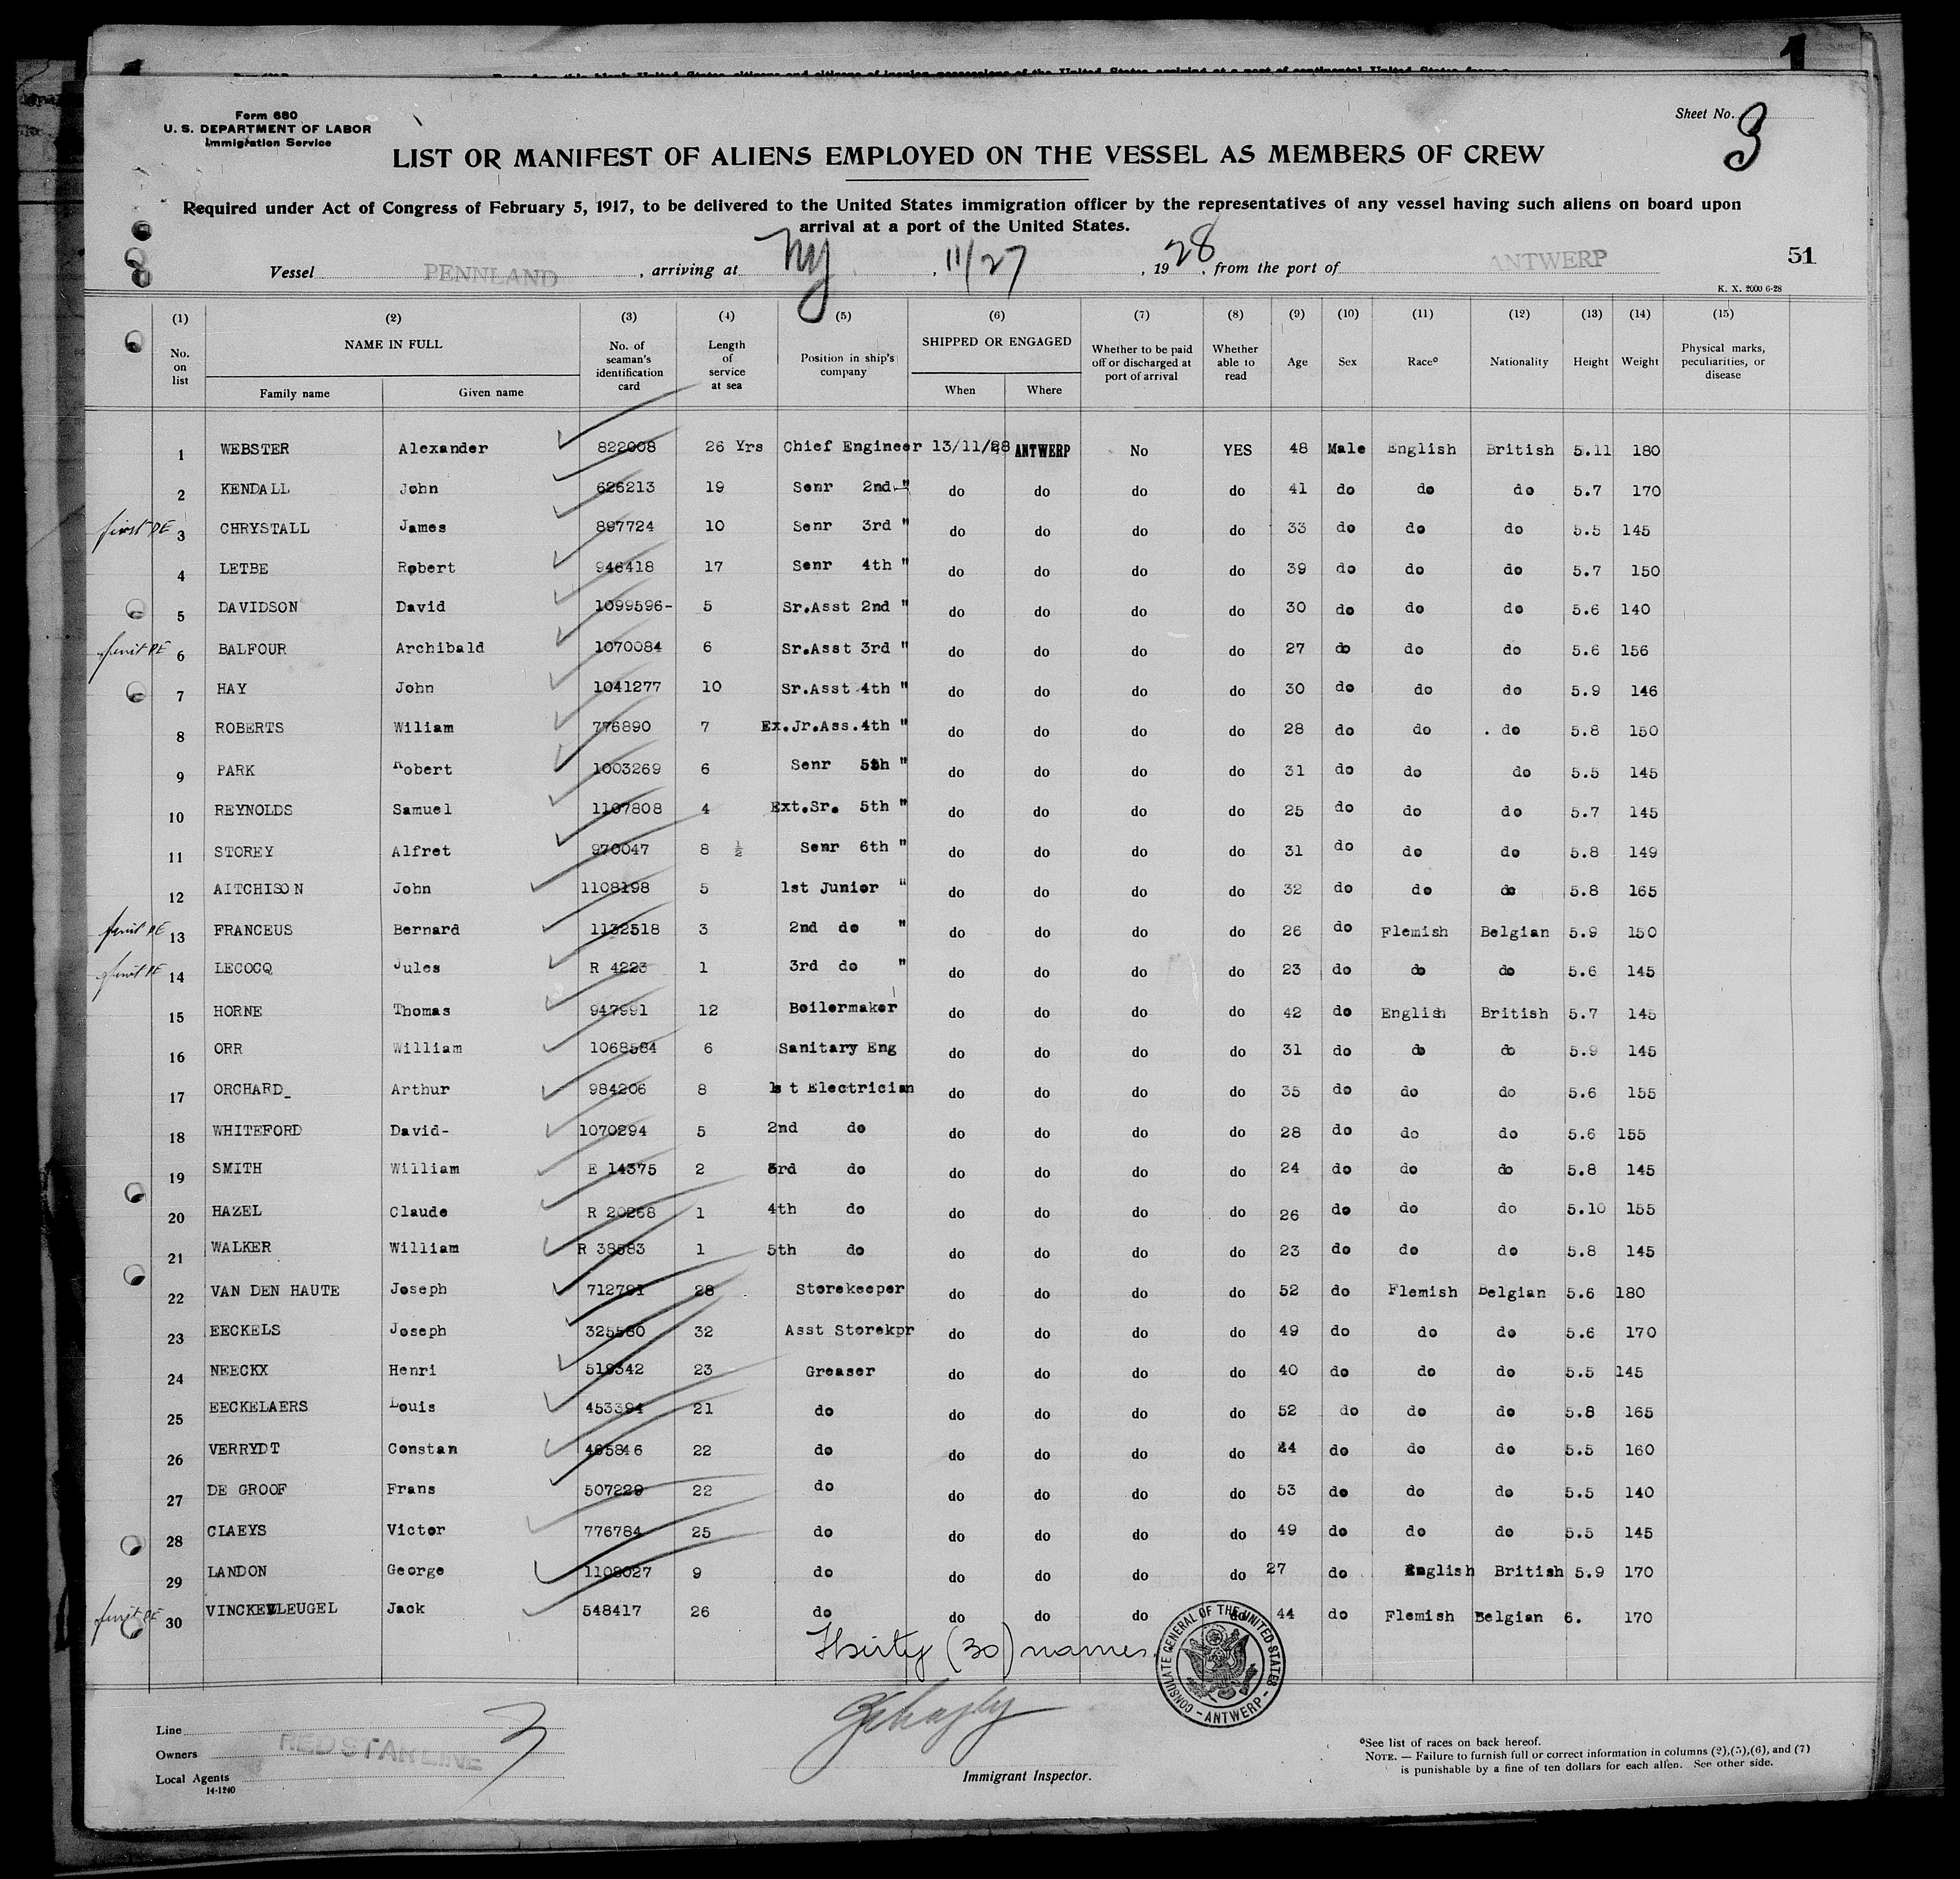 Form 680
U. S. DEPARTMENT OF LABOR
Immigration Service
Sheet No. 3
LIST OR MANIFEST OF ALIENS EMPLOYED ON THE VESSEL AS MEMBERS OF CREW
Required under Act of Congress of February 5, 1917, to be delivered to the United States immigration officer by the representatives of any vessel having such aliens on board upon
arrival at a port of the United States.
Vessel PENNLAND, arriving at NY, 11/27, 1928, from the port of ANTWERP
51
K. X. 2000 6-28
(1) (2) (3) (4) (5) (6) (7) (8) (9) (10) (11) (12) (13) (14) (15)
No. on list NAME IN FULL Family name Given name No. of seaman's identification card Length of service at sea Position in ship's company SHIPPED OR ENGAGED When Where Whether to be paid off or discharged at port of arrival Whether able to read Age Sex Race° Nationality Height Weight Physical marks, peculiarities, or disease
1 WEBSTER Alexander 822008 26 Yrs Chief Engineer 13/11/28 ANTWERP No YES 48 Male English British 5.11 180
2 KENDALL John 626213 19 Senr 2nd " do do do do 41 do do do 5.7 170
first PE 3 CHRYSTALL James 897724 10 Senr 3rd " do do do do 33 do do do 5.5 145
4 LETBE Robert 946418 17 Senr 4th " do do do do 39 do do do 5.7 150
5 DAVIDSON David 1099596- 5 Sr.Asst 2nd " do do do do 30 do do do 5.6 140
6 BALFOUR Archibald 1070084 6 Sr.Asst 3rd " do do do do 27 do do do 5.6 156
7 HAY John 1041277 10 Sr.Asst 4th " do do do do 30 do do do 5.9 146
8 ROBERTS Wiliam 776890 7 Ex.Jr.Ass.4th " do do do do 28 do do . do 5.8 150
9 PARK Robert 1003269 6 Senr 5th " do do do do 31 do do do 5.5 145
10 REYNOLDS Samuel 1107808 4 Ext.Sr. 5th " do do do do 25 do do do 5.7 145
11 STOREY Alfret 970047 8 ½ Senr 6th " do do do do 31 do do do 5.8 149
12 AITCHISON John 1108198 5 1st Junior " do do do do 32 do do do 5.8 165
13 FRANCEUS Bernard 1132518 3 2nd do " do do do do 26 do Flemish Belgian 5.9 150
14 LECOCQ Jules R 4223 1 3rd do " do do do do 23 do do do 5.6 145
15 HORNE Thomas 947991 12 Boilermaker do do do do 42 do English British 5.7 145
16 ORR William 1068584 6 Sanitary Eng do do do do 31 do do do 5.9 145
17 ORCHARD_ Arthur 984206 8 1s t Electrician do do do do 35 do do do 5.6 155
18 WHITEFORD David- 1070294 5 2nd do do do do do 28 do do do 5.6 155
19 SMITH William E 14375 2 3rd do do do do do 24 do do do 5.8 145
20 HAZEL Claude R 20268 1 4th do do do do do 26 do do do 5.10 155
21 WALKER William R 38583 1 5th do do do do do 23 do do do 5.8 145
22 VAN DEN HAUTE Joseph 712791 28 Storekeeper do do do do 52 do Flemish Belgian 5.6 180
23 EECKELS Joseph 325560 32 Asst Storekpr do do do do 49 do do do 5.6 170
24 NEECKX Henri 519342 23 Greaser do do do do 40 do do do 5.5 145
25 EECKELAERS Louis 453394 21 do do do do do 52 do do do 5.8 165
26 VERRYDT Constan 465846 22 do do do do do 44 do do do 5.5 160
27 DE GROOF Frans 507229 22 do do do do do 53 do do do 5.5 140
28 CLAEYS Victor 776784 25 do do do do do 49 do do do 5.5 145
29 LANDON George 1109027 9 do do do do do 27 do English British 5.9 170
30 VINCKEVLEUGEL Jack 548417 26 do do do do do 44 do Flemish Belgian 6. 170
Thirty (30) names
CONSULATE GENERAL OF THE UNITED STATES - ANTWERP -
Line
Owners RED STAR LINE
Local Agents
14-1240
3
Immigrant Inspector.
°See list of races on back hereof.
NOTE. — Failure to furnish full or correct information in columns (2),(5),(6), and (7)
is punishable by a fine of ten dollars for each alien. See other side.